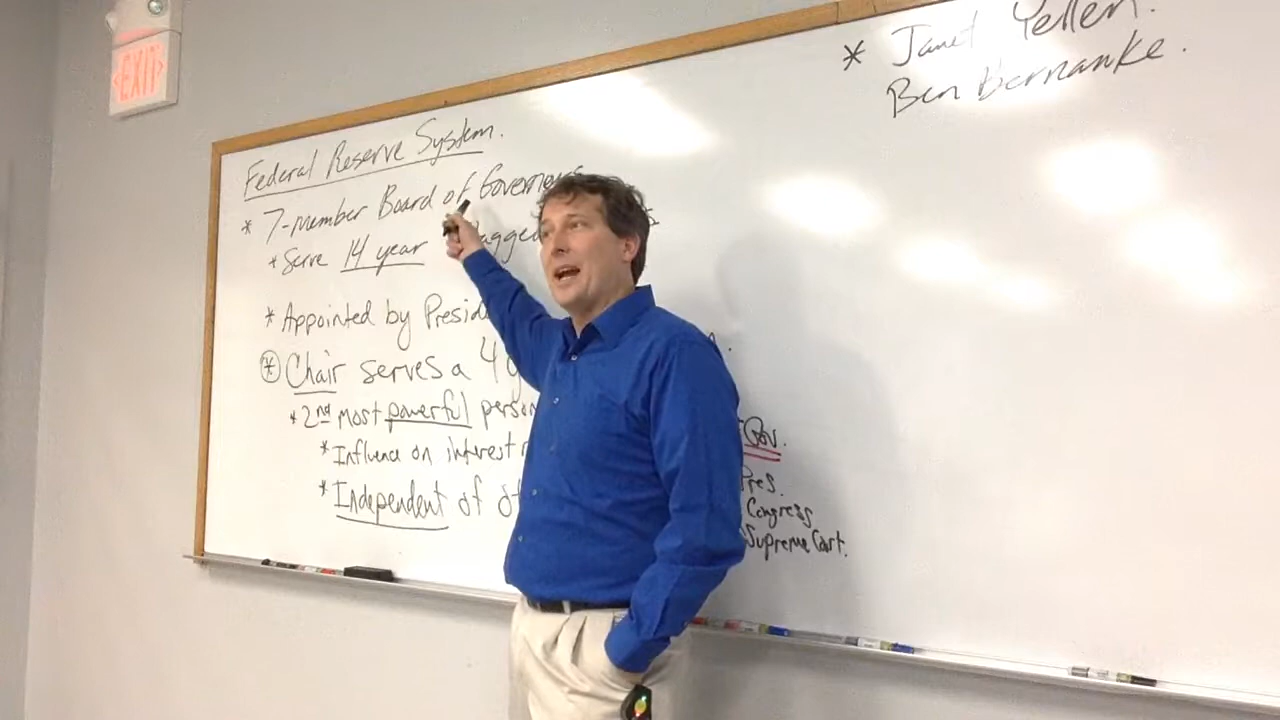 EXIT
* Janet Yellen.
Ben Bernanke.
Federal Reserve System.
* 7-member Board of Governors
* Serve 14 year
* Appointed by
* Chair serves a 4
* 2nd most powerful person
* Influence on interest
* Independent of
Gov.
Pres.
Congress
Supreme Court.